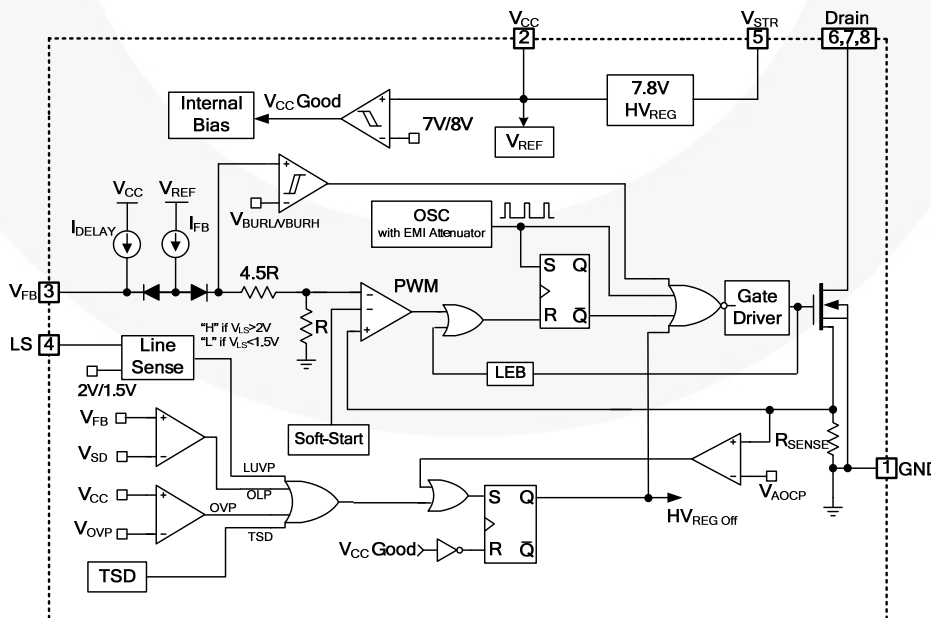 VCC
2
VSTR
5
Drain
6,7,8
Internal
Bias
VCC Good
7V/8V
7.8V
HVREG
VREF
VCC
VREF
IDELAY
IFB
VBURL/VBURH
OSC
with EMI Attenuator
VFB 3
4.5R
R
PWM
S Q
R Q̅
Gate
Driver
LS 4
Line
Sense
"H" if VLS>2V
"L" if VLS<1.5V
2V/1.5V
LEB
Soft-Start
VFB
VSD
VCC
VOVP
LUVP
OLP
OVP
TSD
TSD
VCC Good
S Q
R Q̅
HVREG Off
VAOCP
RSENSE
1 GND